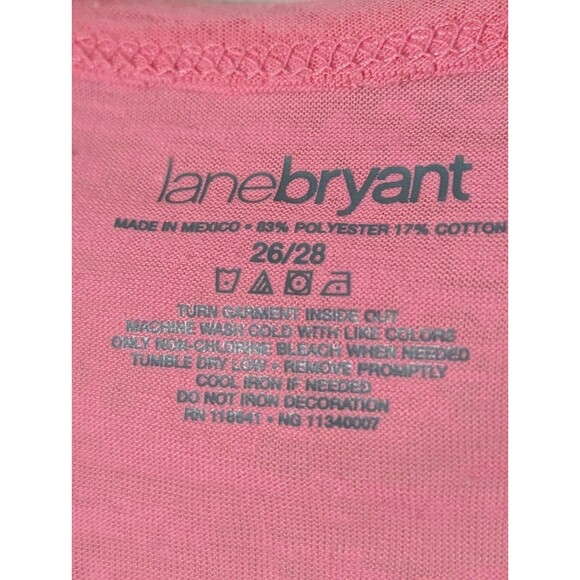 lanebryant
MADE IN MEXICO • 83% POLYESTER 17% COTTON
26/28
TURN GARMENT INSIDE OUT
MACHINE WASH COLD WITH LIKE COLORS
ONLY NON-CHLORINE BLEACH WHEN NEEDED
TUMBLE DRY LOW • REMOVE PROMPTLY
COOL IRON IF NEEDED
DO NOT IRON DECORATION
RN 116641 • NG 11340007